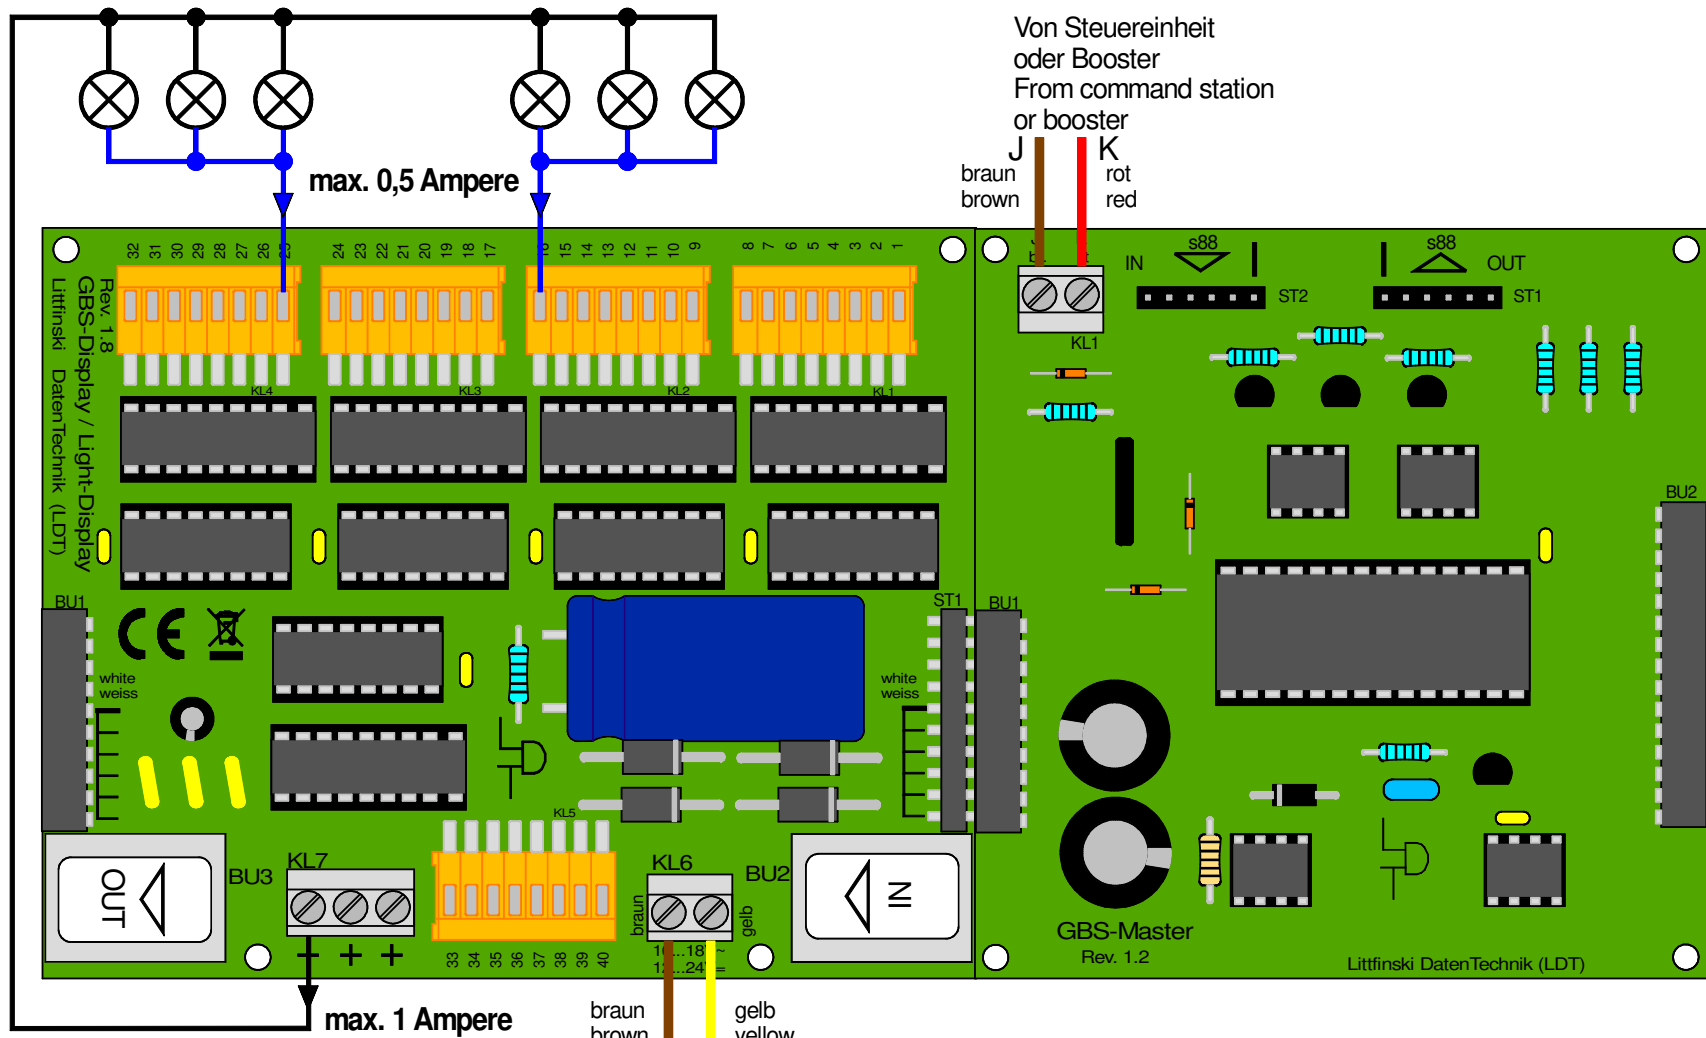 Von Steuereinheit
oder Booster
From command station
or booster
J K
braun rot
brown red
max. 0,5 Ampere
32 31 30 29 28 27 26 25
24 23 22 21 20 19 18 17
16 15 14 13 12 11 10 9
8 7 6 5 4 3 2 1
Rev. 1.8
GBS-Display / Light-Display
Littfinski DatenTechnik (LDT)
KL4 KL3 KL2 KL1
KL1
s88 s88
IN OUT
ST2 ST1
BU2
BU1 ST1 BU1
CE
white
weiss
white
weiss
KL5
KL7 KL6
BU3 BU2
OUT IN
braun gelb
+ + +
33 34 35 36 37 38 39 40
GBS-Master
Rev. 1.2
Littfinski DatenTechnik (LDT)
max. 1 Ampere
braun gelb
brown yellow